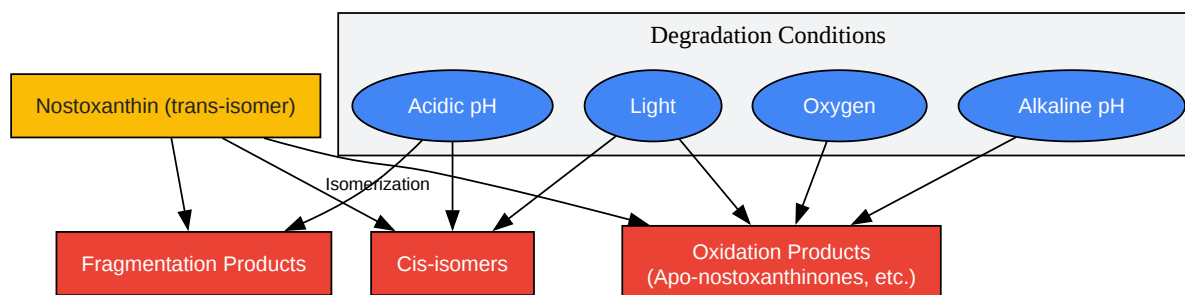 Degradation Conditions
Nostoxanthin (trans-isomer)
Acidic pH
Light
Oxygen
Alkaline pH
Isomerization
Fragmentation Products
Cis-isomers
Oxidation Products
(Apo-nostoxanthinones, etc.)